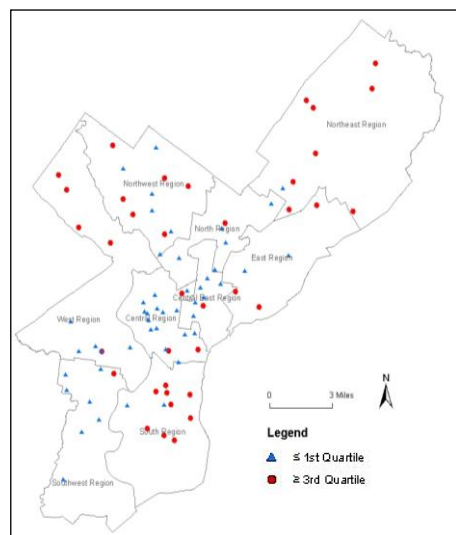 Northeast Region
Northwest Region
North Region
East Region
Central East Region
West Region
Central Region
N
0
3 Miles
South Region
Legend
≤ 1st Quartile
≥ 3rd Quartile
Southwest Region